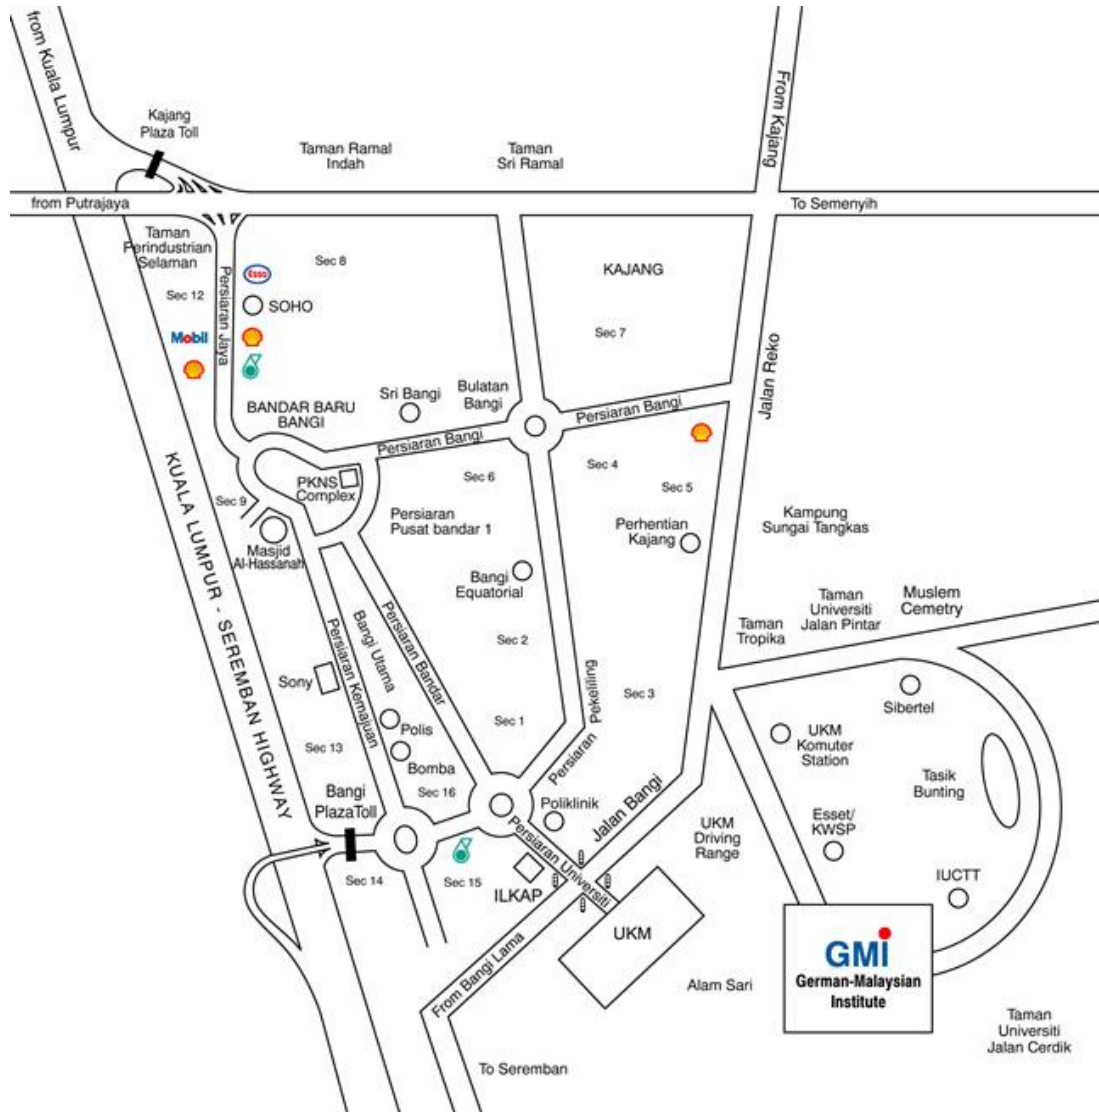 from Kuala Lumpur
Kajang
Plaza Toll
Taman Ramal
Indah
Taman
Sri Ramal
From Kajang
from Putrajaya
To Semenyih
Taman
Perindustrian
Selaman
Sec 8
Esso
KAJANG
Sec 12
Persiaran Jaya
SOHO
Sec 7
Mobil
Jalan Reko
Sri Bangi
Bulatan
Bangi
BANDAR BARU
BANGI
Persiaran Bangi
Persiaran Bangi
Sec 4
Sec 6
Sec 5
PKNS
Complex
Sec 9
Persiaran
Pusat bandar 1
Perhentian
Kajang
Kampung
Sungai Tangkas
Masjid
Al-Hassanah
Bangi
Equatorial
KUALA LUMPUR - SEREMBAN HIGHWAY
Persiaran Kemajuan
Bangi Utama
Persiaran Bandar
Sec 2
Taman
Tropika
Taman
Universiti
Jalan Pintar
Muslem
Cemetry
Sony
Persiaran Pekeliling
Sec 3
Sibertel
Sec 1
Polis
UKM
Komuter
Station
Sec 13
Bomba
Tasik
Bunting
Bangi
PlazaToll
Sec 16
Poliklinik
Jalan Bangi
UKM
Driving
Range
Esset/
KWSP
Persiaran Universiti
Sec 14
Sec 15
ILKAP
IUCTT
UKM
GMI
German-Malaysian
Institute
From Bangi Lama
Alam Sari
Taman
Universiti
Jalan Cerdik
To Seremban